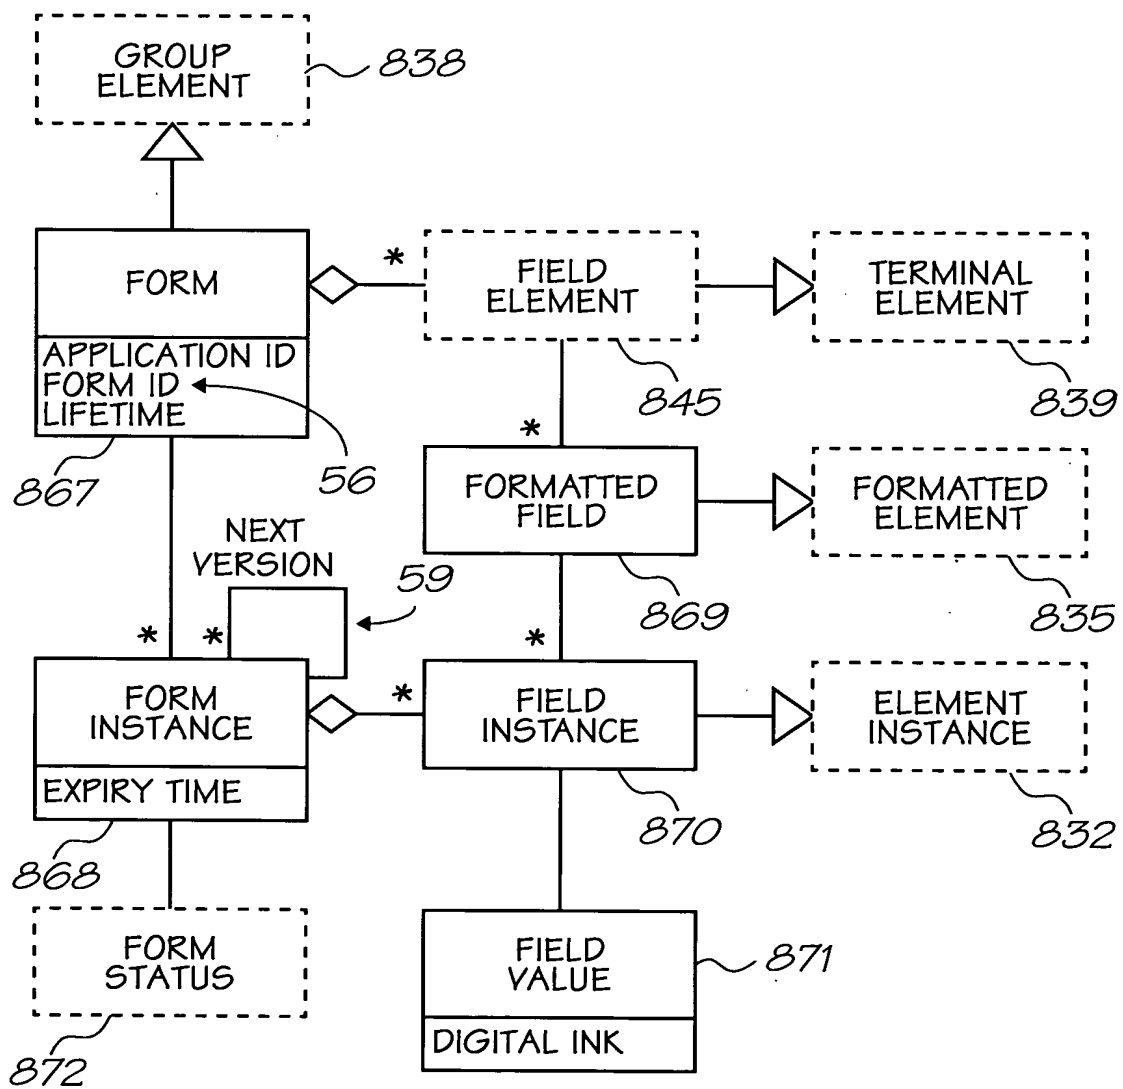 GROUP
ELEMENT
838
FORM
*
FIELD
ELEMENT
TERMINAL
ELEMENT
APPLICATION ID
FORM ID
LIFETIME
845
839
867
56
*
FORMATTED
FIELD
FORMATTED
ELEMENT
NEXT
VERSION
59
869
835
*
*
*
FORM
INSTANCE
*
FIELD
INSTANCE
ELEMENT
INSTANCE
EXPIRY TIME
870
832
868
FORM
STATUS
FIELD
VALUE
871
DIGITAL INK
872